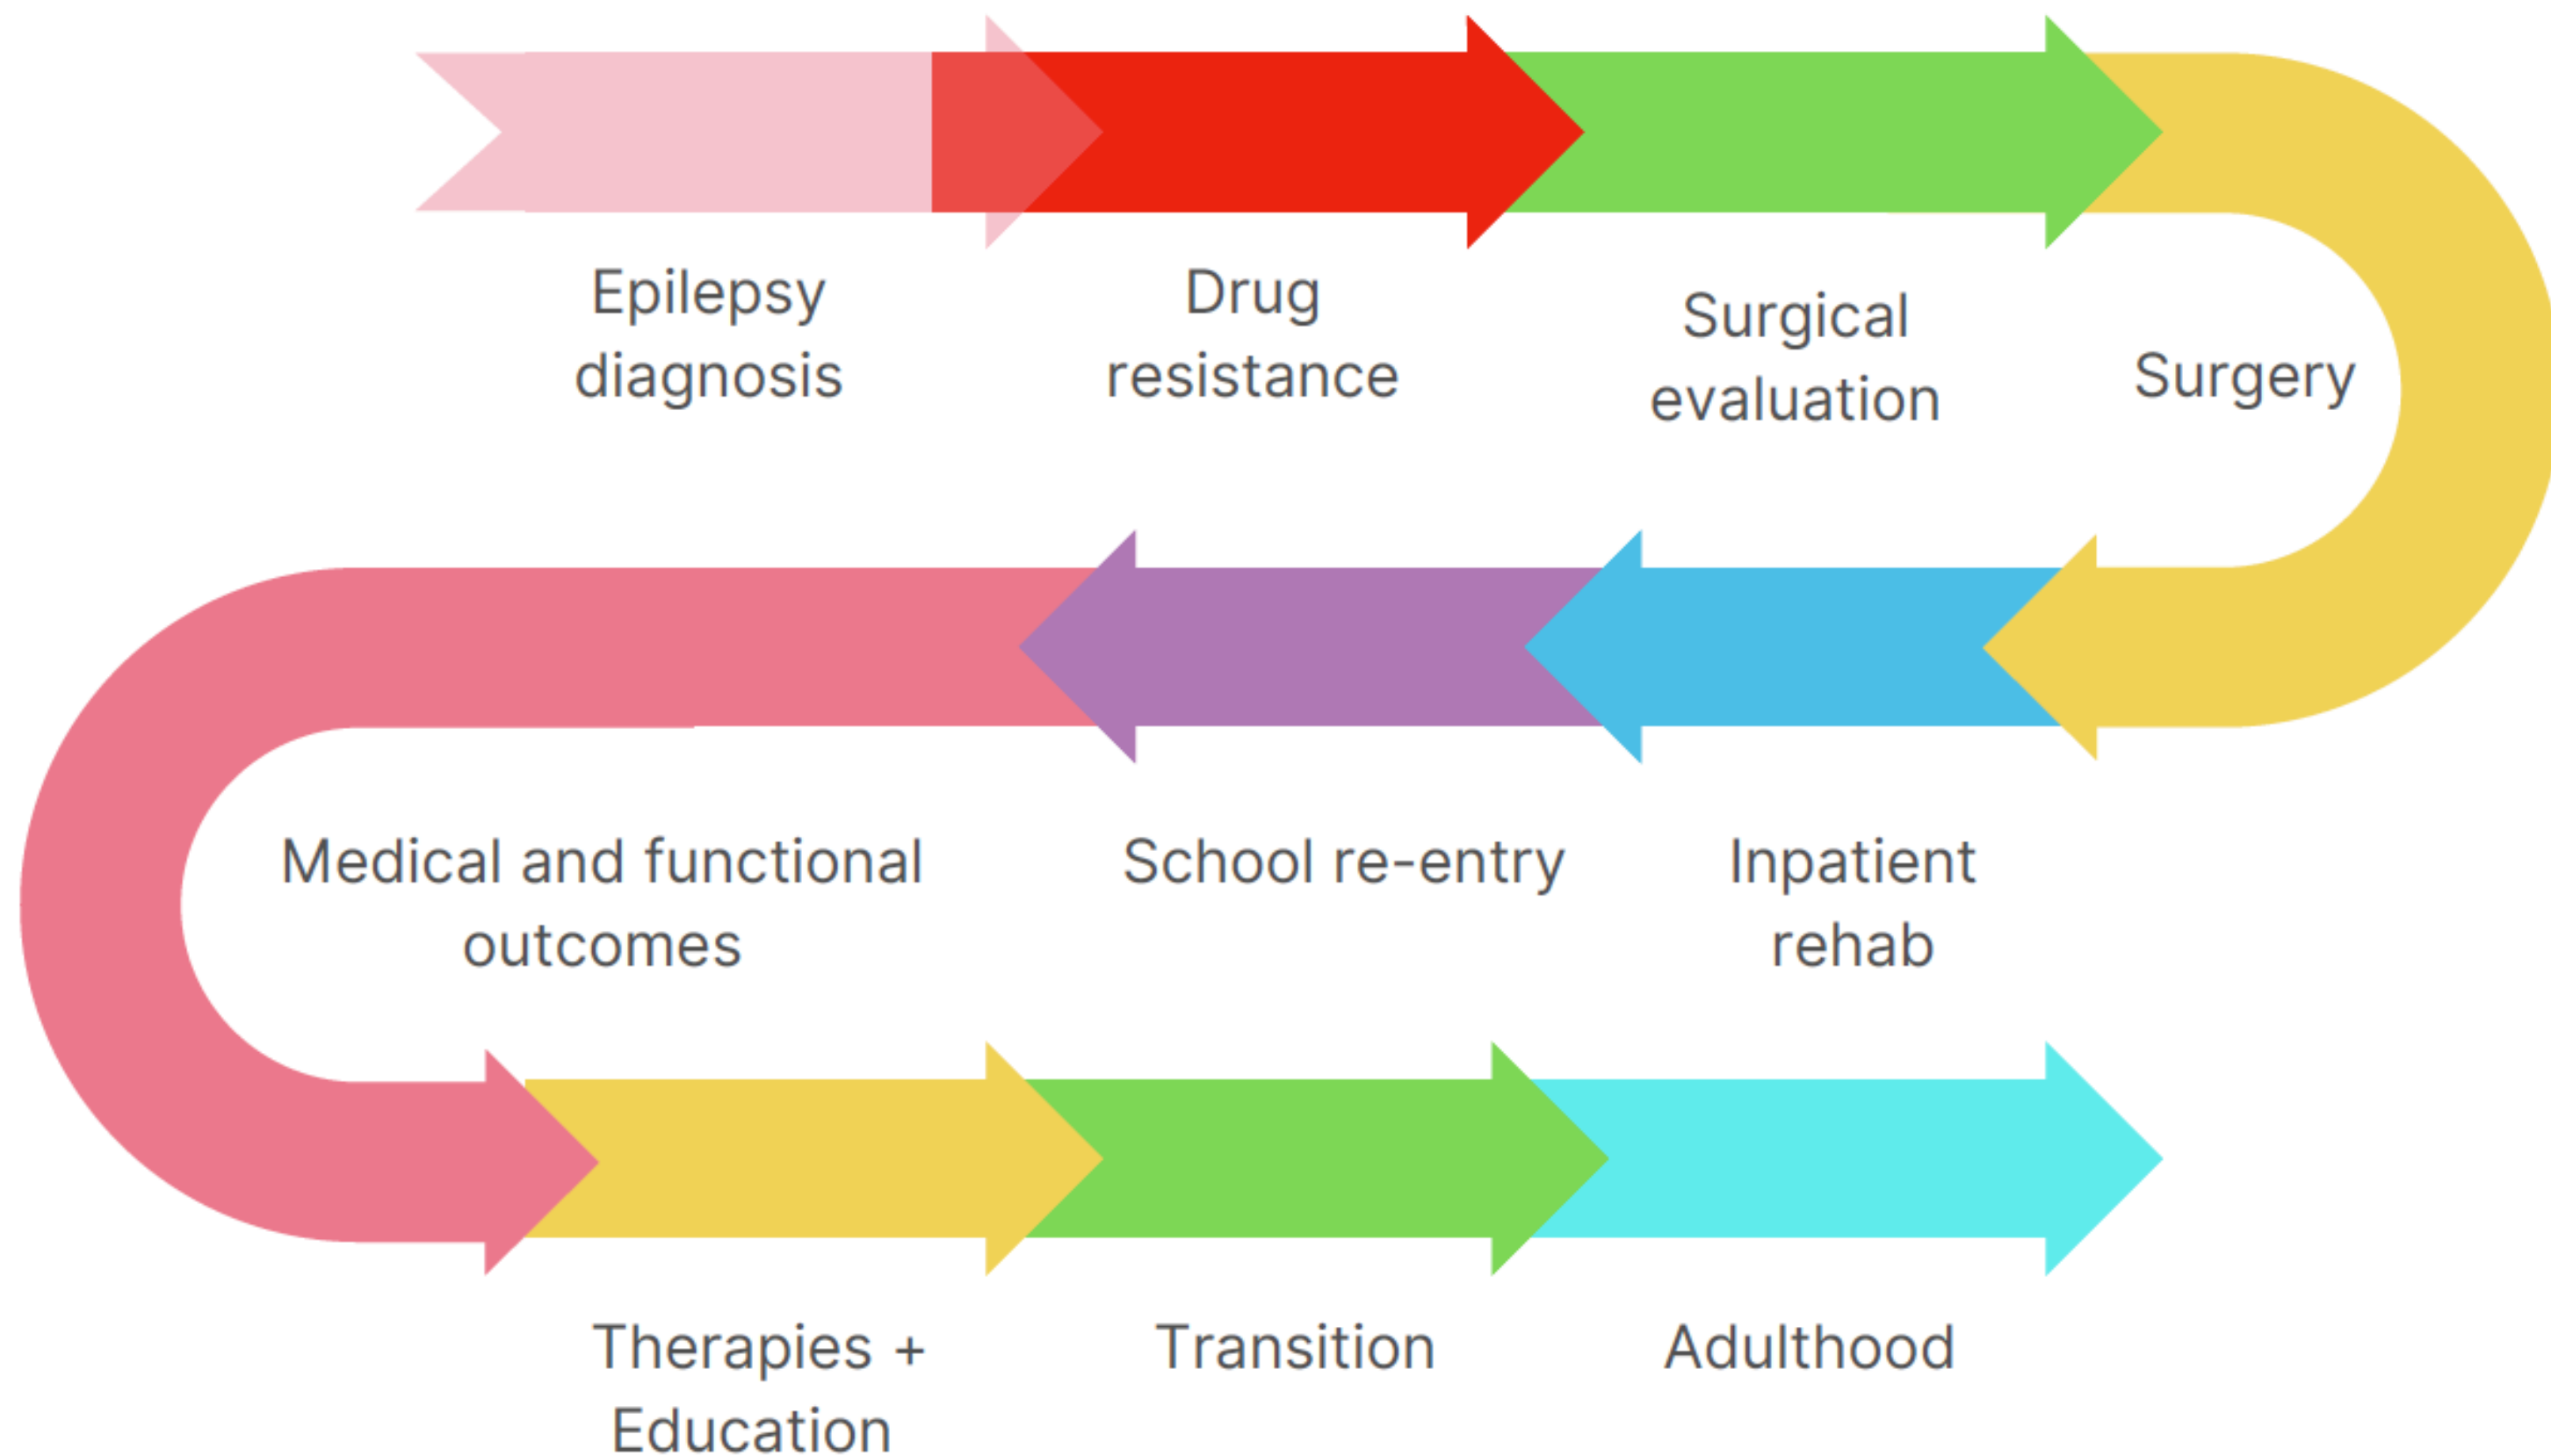 Epilepsy
diagnosis
Drug
resistance
Surgical
evaluation
Surgery
Medical and functional
outcomes
School re-entry
Inpatient
rehab
Therapies +
Education
Transition
Adulthood